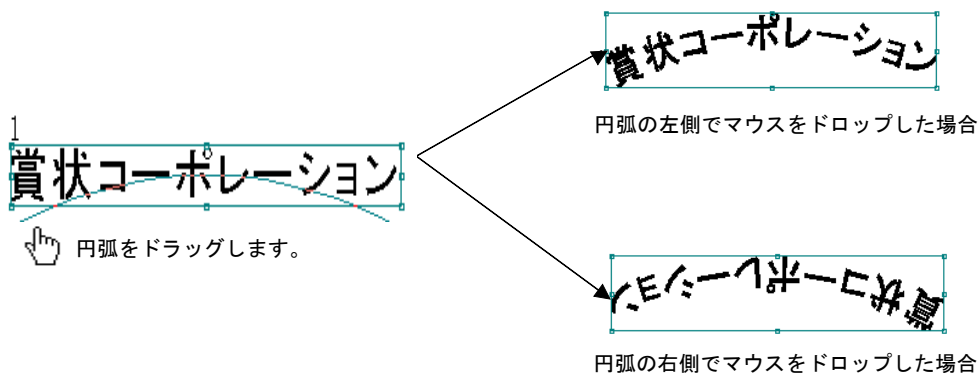 1
賞状コーポレーション
円弧をドラッグします。
賞状コーポレーション
円弧の左側でマウスをドロップした場合
賞状コーポレーション
円弧の右側でマウスをドロップした場合